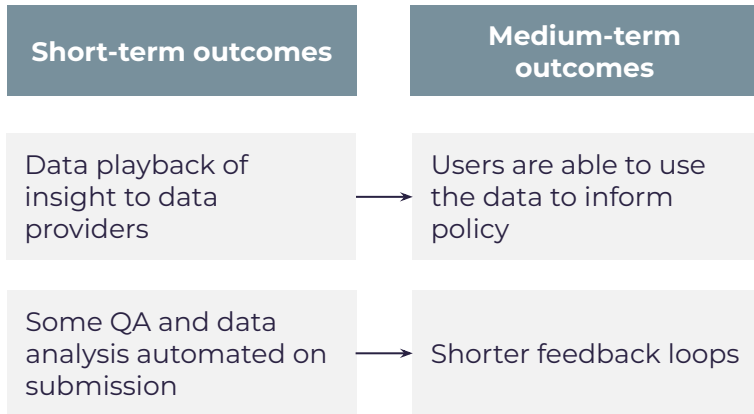 Short-term outcomes
Medium-term
outcomes
Data playback of
insight to data
providers
Users are able to use
the data to inform
policy
Some QA and data
analysis automated on
submission
Shorter feedback loops